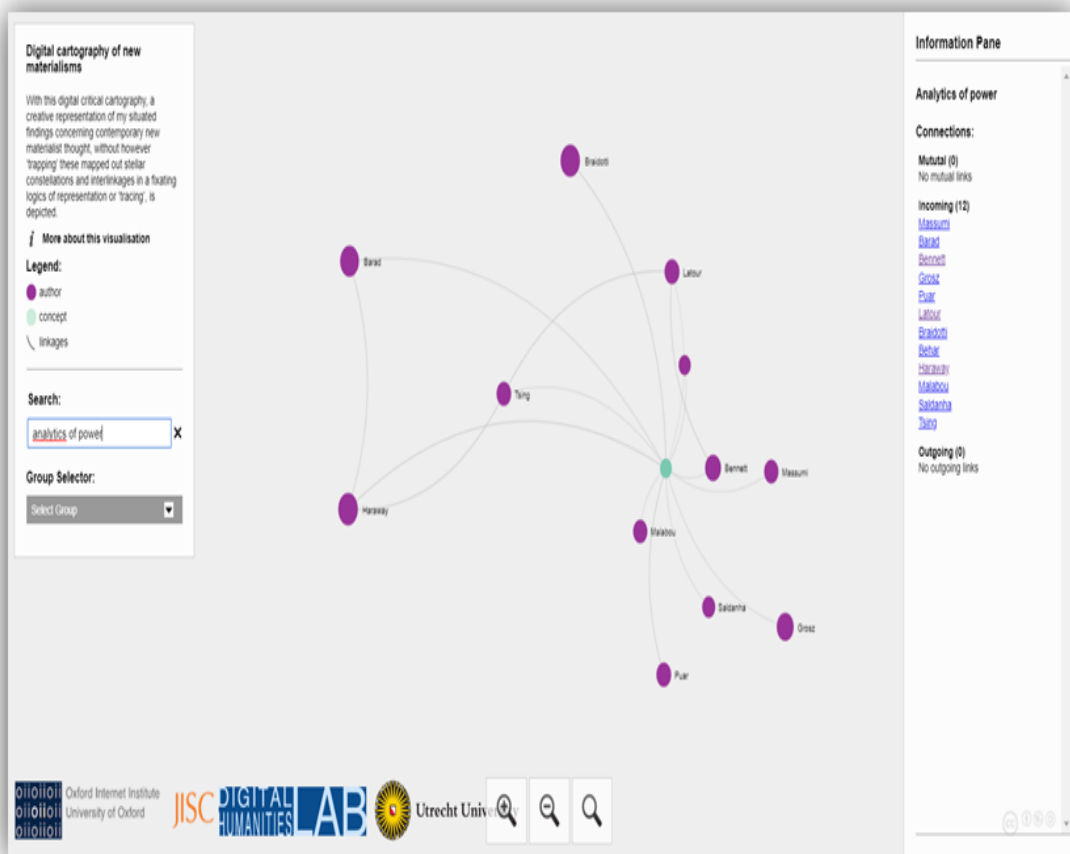 Digital cartography of new
materialisms
With this digital critical cartography, a
creative representation of my situated
findings concerning contemporary new
materialist thought, without however
'trapping' these mapped out stellar
constellations and interlinkages in a fixating
logics of representation or 'tracing', is
depicted.
i More about this visualisation
Legend:
author
concept
linkages
Search:
analytics of power
X
Group Selector:
Select Group
Braidotti
Barad
Latour
Tsing
Bennett
Massumi
Haraway
Malabou
Saldanha
Grosz
Puar
Information Pane
Analytics of power
Connections:
Mututal (0)
No mutual links
Incoming (12)
Massumi
Barad
Bennett
Grosz
Puar
Latour
Braidotti
Behar
Haraway
Malabou
Saldanha
Tsing
Outgoing (0)
No outgoing links
oiioiioii
oiioiioii
oiioiioii
Oxford Internet Institute
University of Oxford
JISC
DIGITAL
HUMANITIES
LAB
Utrecht Unive
cc